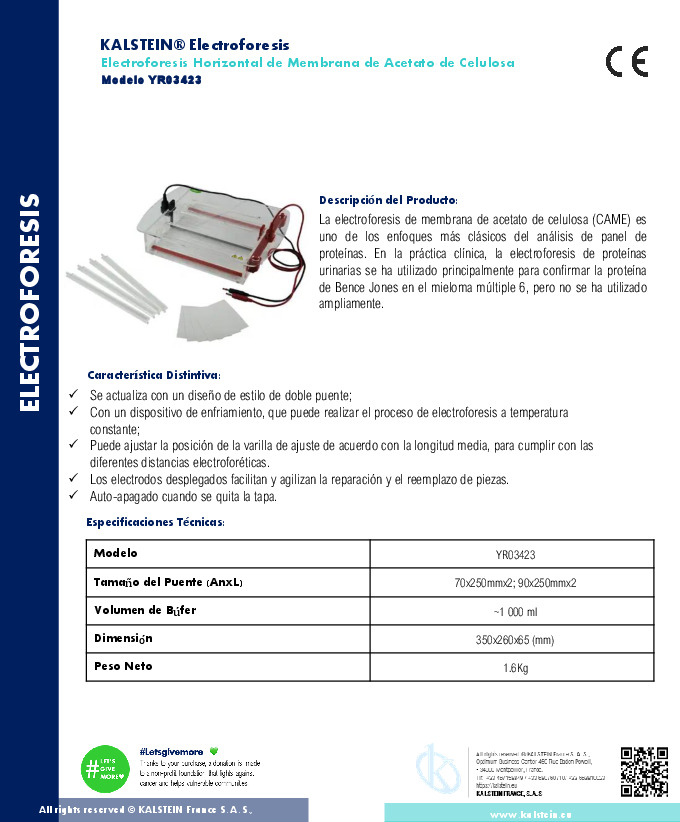 KALSTEIN® Electroforesis
Electroforesis Horizontal de Membrana de Acetato de Celulosa
Modelo YR03423
CE
ELECTROFORESIS
Descripción del Producto:
La electroforesis de membrana de acetato de celulosa (CAME) es
uno de los enfoques más clásicos del análisis de panel de
proteínas. En la práctica clínica, la electroforesis de proteínas
urinarias se ha utilizado principalmente para confirmar la proteína
de Bence Jones en el mieloma múltiple 6, pero no se ha utilizado
ampliamente.
Característica Distintiva:
✓ Se actualiza con un diseño de estilo de doble puente;
✓ Con un dispositivo de enfriamiento, que puede realizar el proceso de electroforesis a temperatura
constante;
✓ Puede ajustar la posición de la varilla de ajuste de acuerdo con la longitud media, para cumplir con las
diferentes distancias electroforéticas.
✓ Los electrodos desplegados facilitan y agilizan la reparación y el reemplazo de piezas.
✓ Auto-apagado cuando se quita la tapa.
Especificaciones Técnicas:
Modelo YR03423
Tamaño del Puente (AnxL) 70x250mmx2; 90x250mmx2
Volumen de Búfer ~1 000 ml
Dimensión 350x260x65 (mm)
Peso Neto 1.6Kg
#LET'S
GIVE
MORE
#Letsgivemore
Thanks to your purchase, a donation is made
to a non-profit foundation that fights against
cancer and helps vulnerable communities
All rights reserved © KALSTEIN France S. A. S.,
https://kalstein.eu
KALSTEIN FRANCE, S.A.S
All rights reserved © KALSTEIN France S. A. S.,
www.kalstein.eu